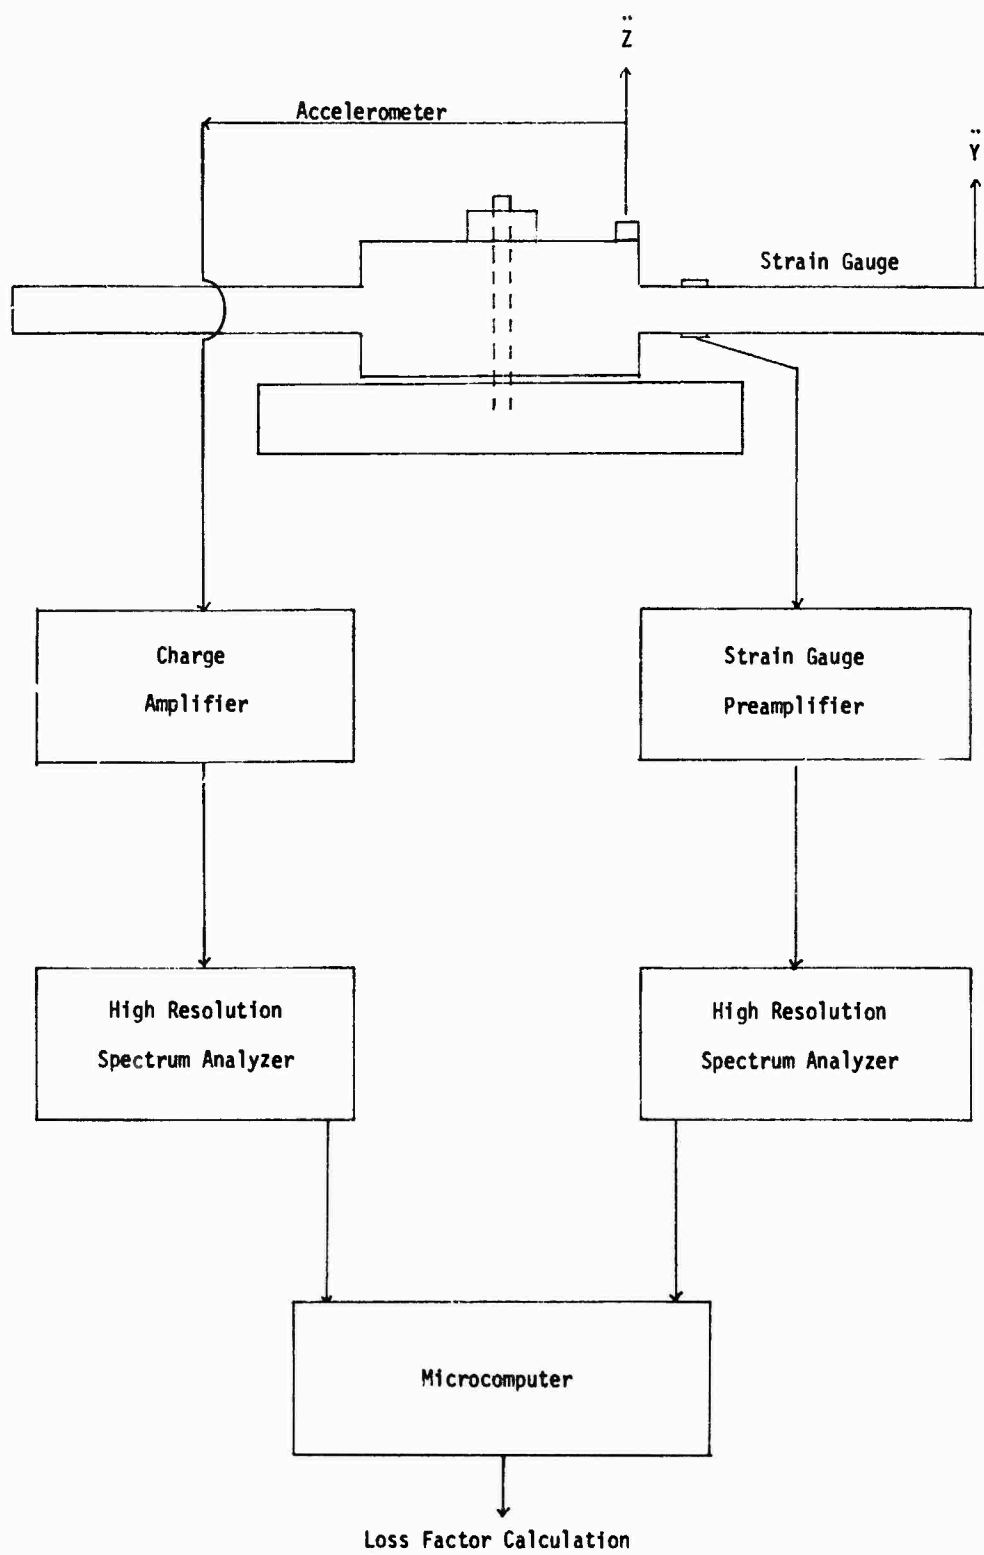 Z̈
Accelerometer
Ÿ
Strain Gauge
Charge
Amplifier
Strain Gauge
Preamplifier
High Resolution
Spectrum Analyzer
High Resolution
Spectrum Analyzer
Microcomputer
Loss Factor Calculation